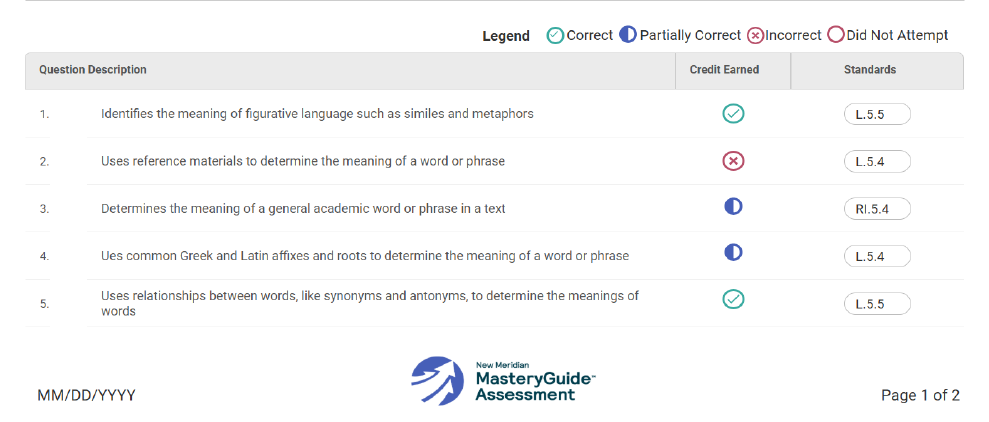 Legend Correct Partially Correct Incorrect Did Not Attempt
Question Description Credit Earned Standards
1. Identifies the meaning of figurative language such as similes and metaphors L.5.5
2. Uses reference materials to determine the meaning of a word or phrase L.5.4
3. Determines the meaning of a general academic word or phrase in a text RI.5.4
4. Ues common Greek and Latin affixes and roots to determine the meaning of a word or phrase L.5.4
5. Uses relationships between words, like synonyms and antonyms, to determine the meanings of
words L.5.5
New Meridian
MasteryGuide™
Assessment
MM/DD/YYYY
Page 1 of 2